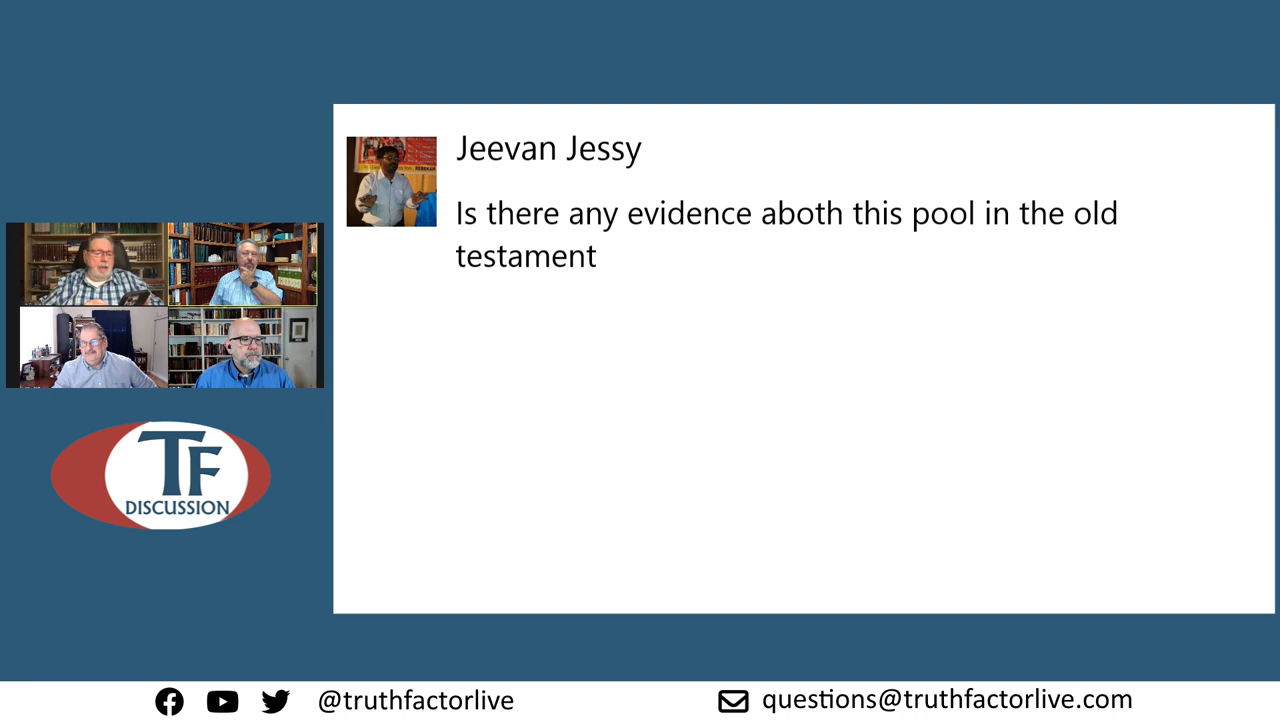 Jeevan Jessy
Is there any evidence aboth this pool in the old
testament
TF
DISCUSSION
@truthfactorlive
questions@truthfactorlive.com